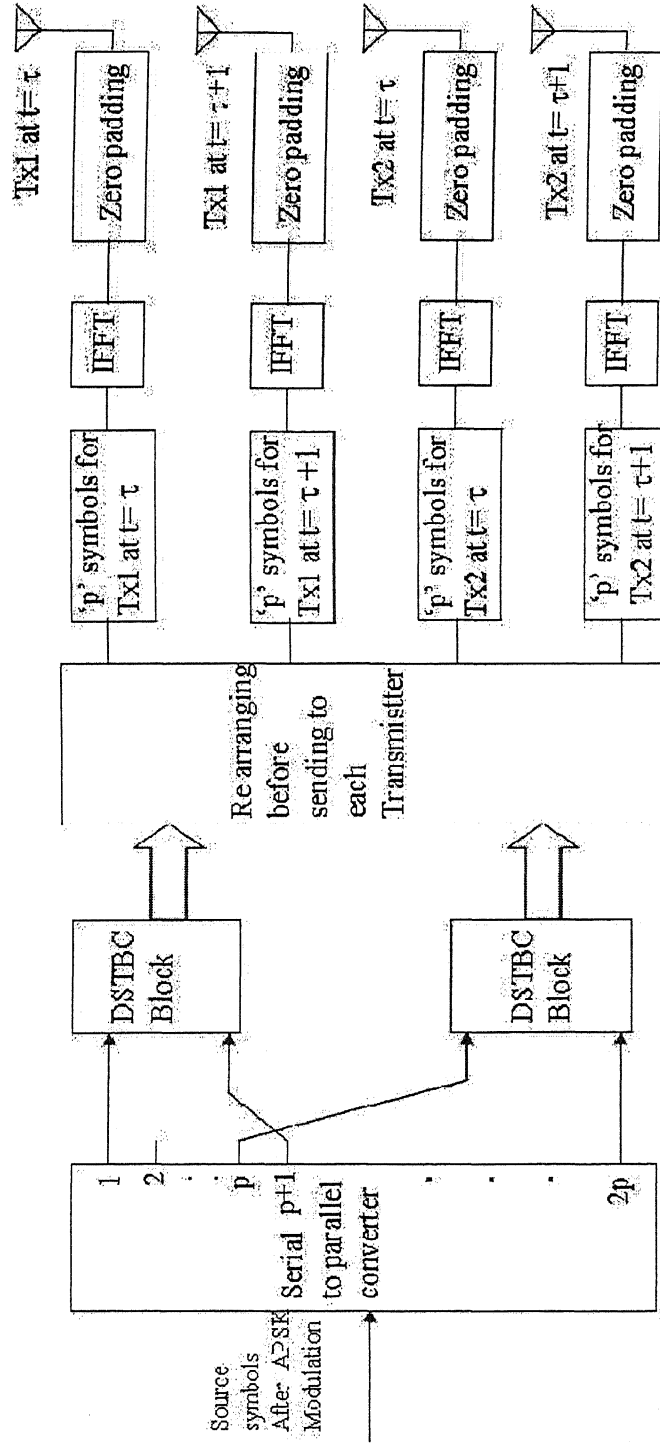 Source
symbols
After A?SK
Modulation
1
2
.
.
p
Serial p+1
to parallel
converter
.
.
.
2p
DSTBC
Block
DSTBC
Block
Re arranging
before
sending to
each
Transmistter
'p' symbols for
Tx1 at t= τ
IFFT
Zero padding
Tx1 at t= τ
'p' symbols for
Tx1 at t= τ+1
IFFT
Zero padding
Tx1 at t= τ+1
'p' symbols for
Tx2 at t= τ
IFFT
Zero padding
Tx2 at t= τ
'p' symbols for
Tx2 at t= τ+1
IFFT
Zero padding
Tx2 at t= τ+1